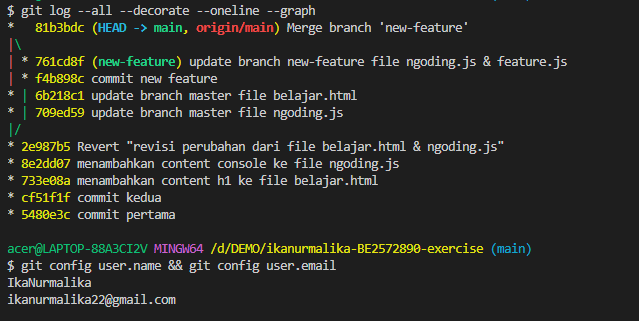 $ git log --all --decorate --oneline --graph
*   81b3bdc (HEAD -> main, origin/main) Merge branch 'new-feature'
|\
| * 761cd8f (new-feature) update branch new-feature file ngoding.js & feature.js
| * f4b898c commit new feature
* | 6b218c1 update branch master file belajar.html
* | 709ed59 update branch master file ngoding.js
|/
* 2e987b5 Revert "revisi perubahan dari file belajar.html & ngoding.js"
* 8e2dd07 menambahkan content console ke file ngoding.js
* 733e08a menambahkan content h1 ke file belajar.html
* cf51f1f commit kedua
* 5480e3c commit pertama
acer@LAPTOP-88A3CI2V MINGW64 /d/DEMO/ikanurmalika-BE2572890-exercise (main)
$ git config user.name && git config user.email
IkaNurmalika
ikanurmalika22@gmail.com